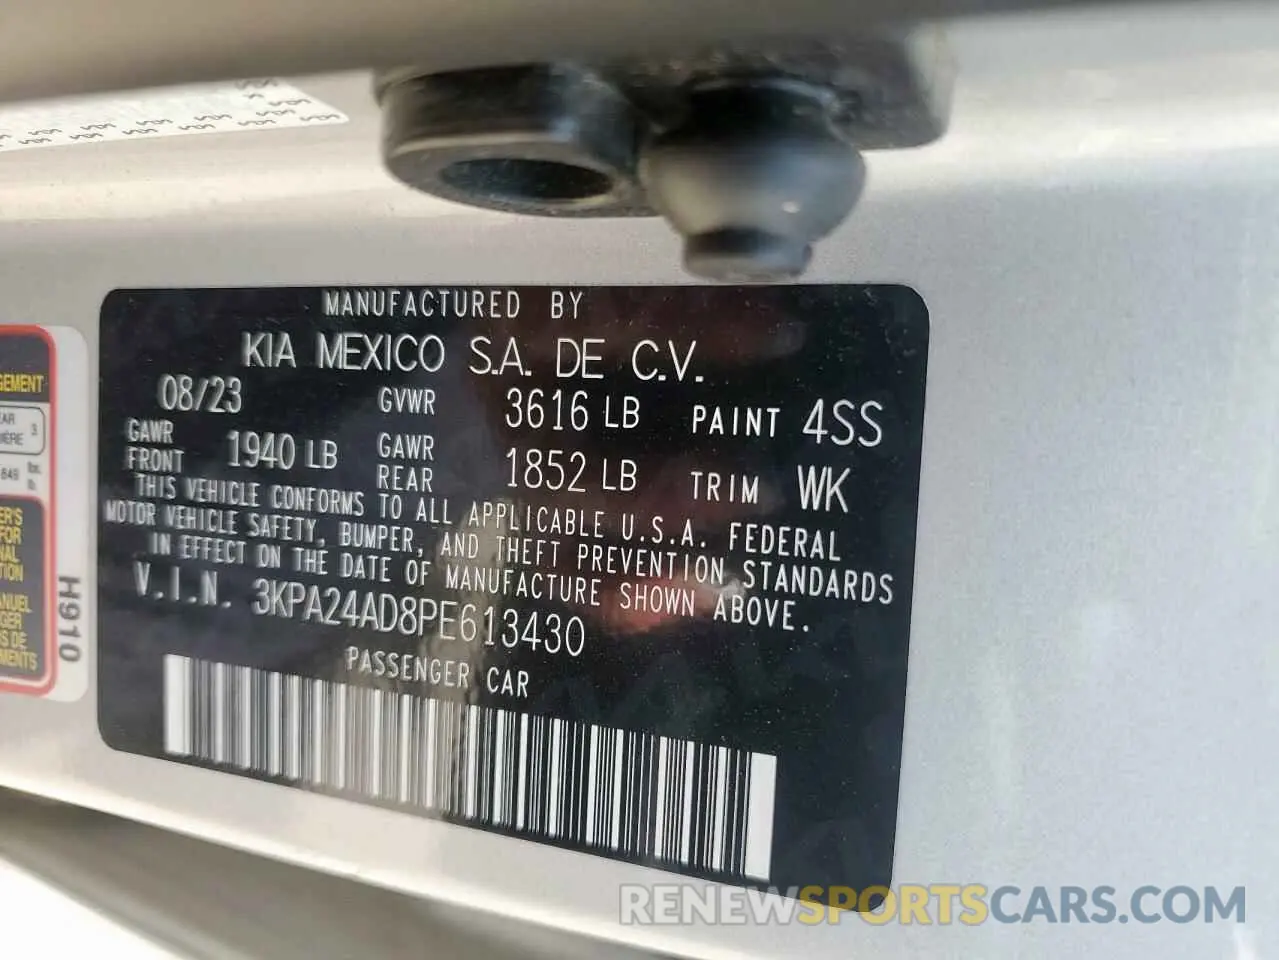 MANUFACTURED BY
KIA MEXICO S.A. DE C.V.
08/23 GVWR 3616 LB PAINT 4SS
GAWR FRONT 1940 LB GAWR REAR 1852 LB TRIM WK
THIS VEHICLE CONFORMS TO ALL APPLICABLE U.S.A. FEDERAL
MOTOR VEHICLE SAFETY, BUMPER, AND THEFT PREVENTION STANDARDS
IN EFFECT ON THE DATE OF MANUFACTURE SHOWN ABOVE.
V.I.N. 3KPA24AD8PE613430
PASSENGER CAR
H910
RENEWSPORTSCARS.COM